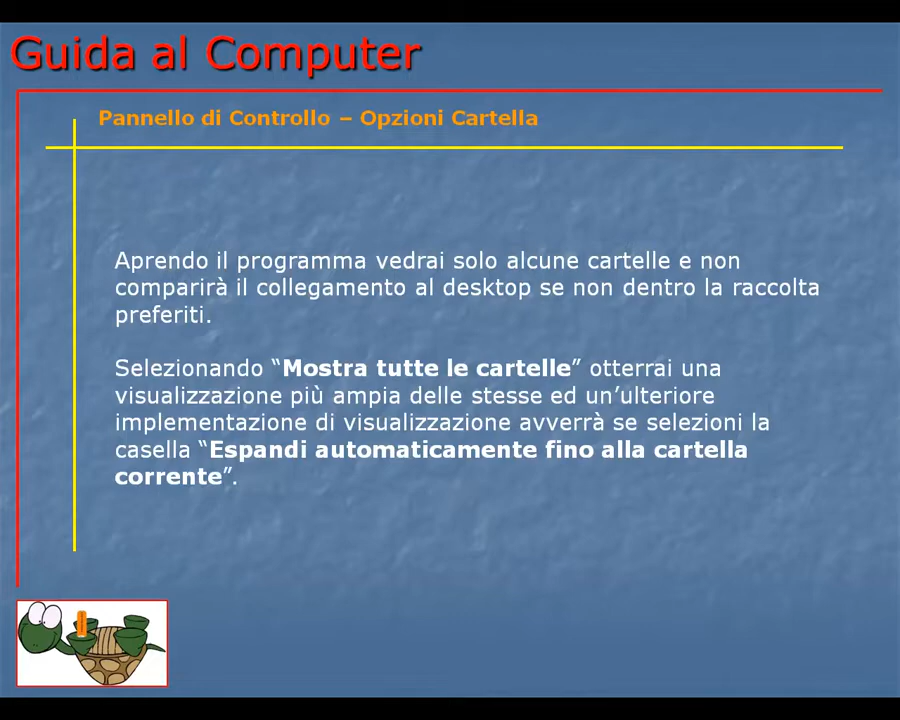 Guida al Computer
Pannello di Controllo – Opzioni Cartella
Aprendo il programma vedrai solo alcune cartelle e non
comparirà il collegamento al desktop se non dentro la raccolta
preferiti.
Selezionando “Mostra tutte le cartelle” otterrai una
visualizzazione più ampia delle stesse ed un’ulteriore
implementazione di visualizzazione avverrà se selezioni la
casella “Espandi automaticamente fino alla cartella
corrente”.